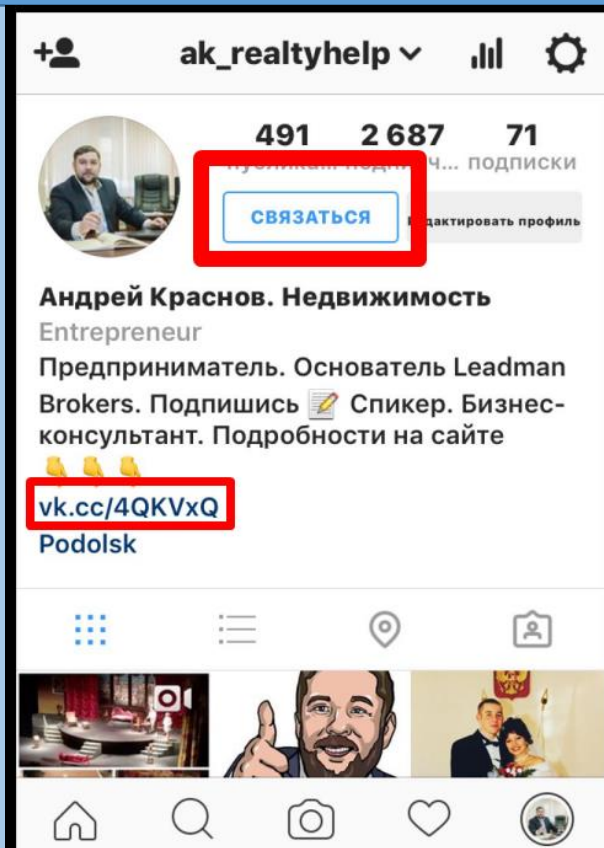 ak_realtyhelp
491 2 687 71
подписки
СВЯЗАТЬСЯ
профиль
Андрей Краснов. Недвижимость
Entrepreneur
Предприниматель. Основатель Leadman
Brokers. Подпишись 📝 Спикер. Бизнес-
консультант. Подробности на сайте
👇👇👇
vk.cc/4QKVxQ
Podolsk